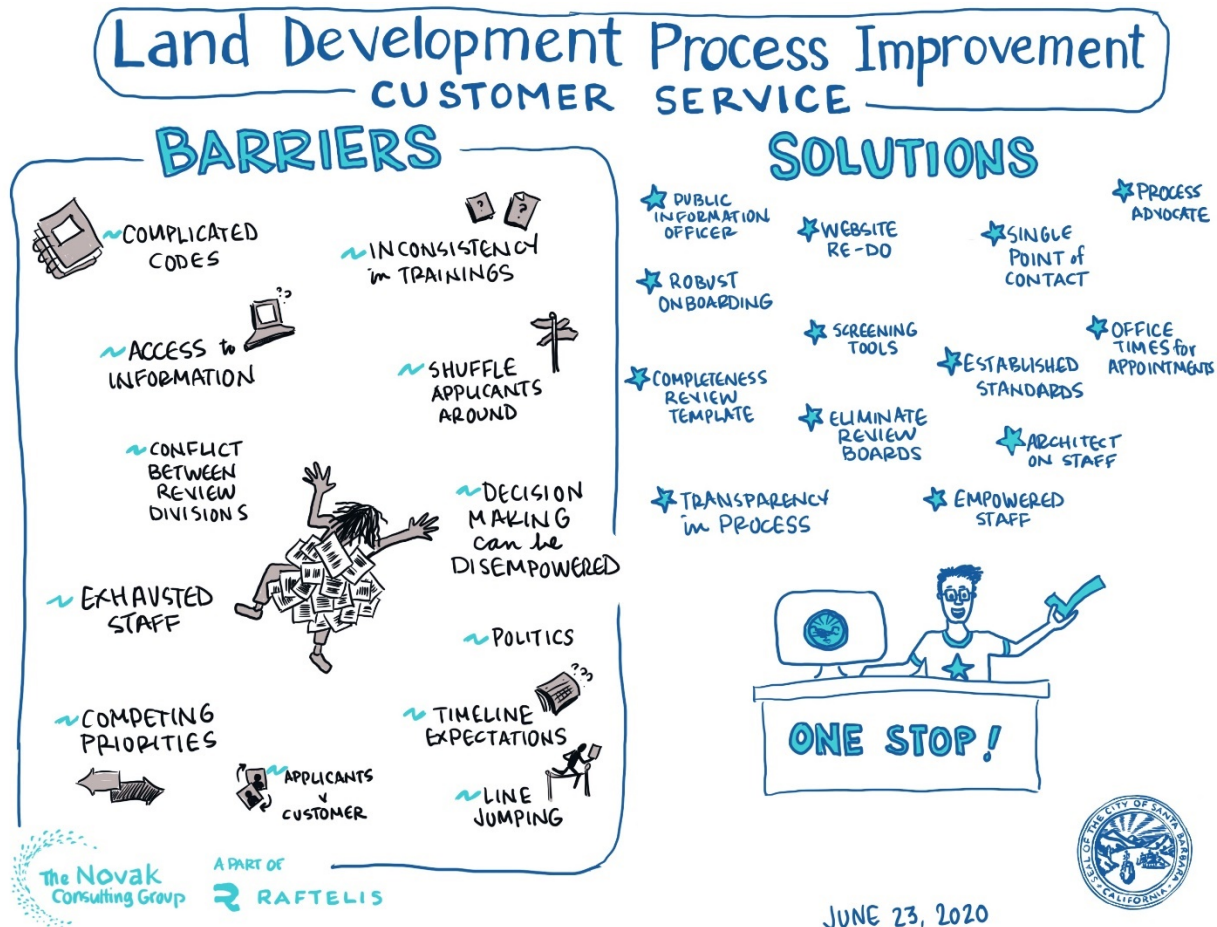 Land Development Process Improvement
CUSTOMER SERVICE
BARRIERS
~COMPLICATED
CODES
? ?
~INCONSISTENCY
in TRAININGS
??
~ACCESS to
INFORMATION
~SHUFFLE
APPLICANTS
AROUND
~CONFLICT
BETWEEN
REVIEW
DIVISIONS
~DECISION
MAKING
can be
DISEMPOWERED
~EXHAUSTED
STAFF
~POLITICS
~COMPETING
PRIORITIES
???
~TIMELINE
EXPECTATIONS
~APPLICANTS
v
CUSTOMER
~LINE
JUMPING
SOLUTIONS
PUBLIC
INFORMATION
OFFICER
WEBSITE
RE-DO
SINGLE
POINT of
CONTACT
PROCESS
ADVOCATE
ROBUST
ONBOARDING
SCREENING
TOOLS
ESTABLISHED
STANDARDS
OFFICE
TIMES for
APPOINTMENTS
COMPLETENESS
REVIEW
TEMPLATE
ELIMINATE
REVIEW
BOARDS
ARCHITECT
ON STAFF
TRANSPARENCY
in PROCESS
EMPOWERED
STAFF
ONE STOP!
The Novak
Consulting Group
A PART OF
RAFTELIS
SEAL OF THE CITY OF SANTA BARBARA
CALIFORNIA
JUNE 23, 2020